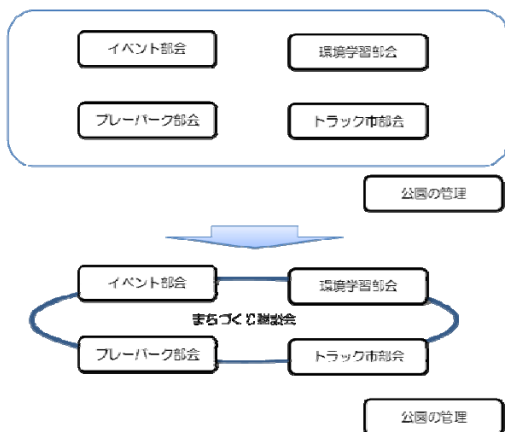 イベント部会
環境学習部会
プレーパーク部会
トラック市部会
公園の管理
イベント部会
環境学習部会
まちづくり
プレーパーク部会
トラック市部会
公園の管理